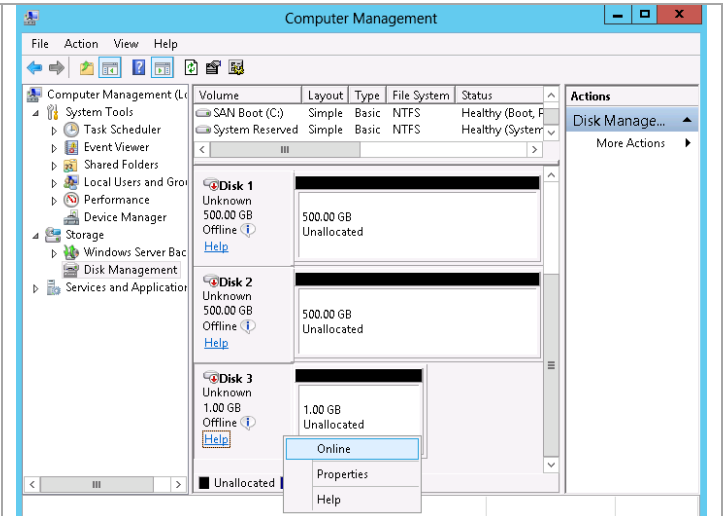 Computer Management
File Action View Help
Computer Management (Lo
System Tools
Task Scheduler
Event Viewer
Shared Folders
Local Users and Grou
Performance
Device Manager
Storage
Windows Server Bac
Disk Management
Services and Application
Volume Layout Type File System Status
SAN Boot (C:) Simple Basic NTFS Healthy (Boot, P
System Reserved Simple Basic NTFS Healthy (System
Disk 1
Unknown
500.00 GB
Offline
Help
500.00 GB
Unallocated
Disk 2
Unknown
500.00 GB
Offline
Help
500.00 GB
Unallocated
Disk 3
Unknown
1.00 GB
Offline
Help
1.00 GB
Unallocated
Online
Properties
Help
Unallocated
Actions
Disk Manage...
More Actions